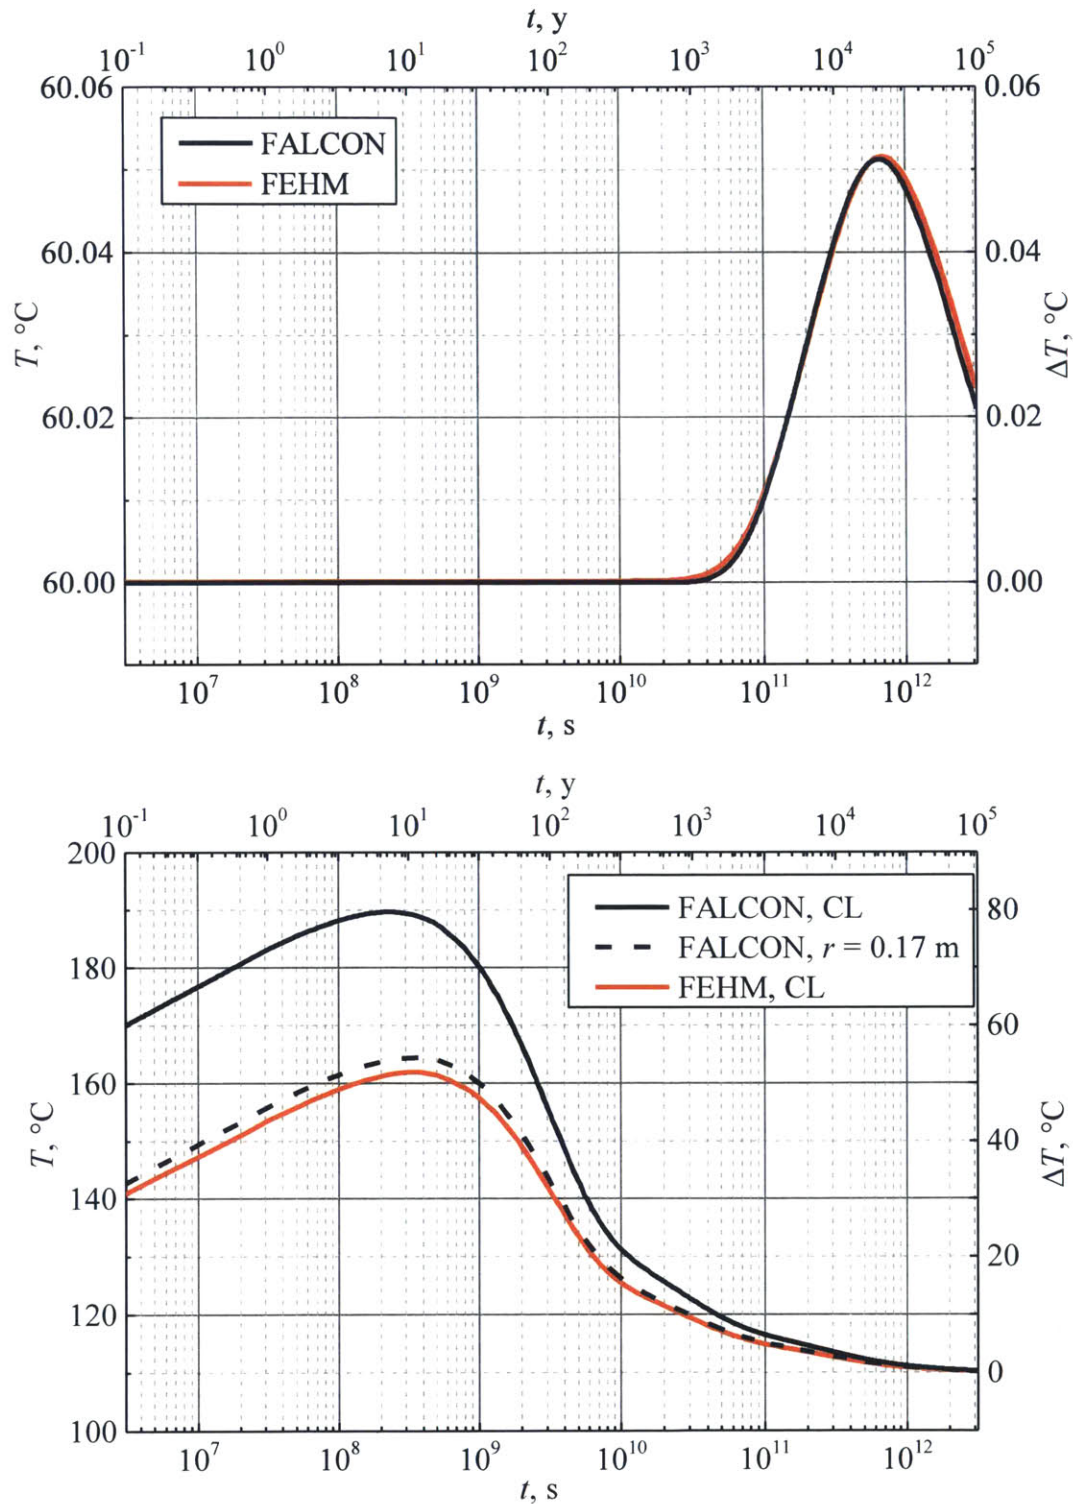 t, y
10⁻¹ 10⁰ 10¹ 10² 10³ 10⁴ 10⁵
60.06 0.06
FALCON
FEHM
60.04 0.04
T, °C ΔT, °C
60.02 0.02
60.00 0.00
10⁷ 10⁸ 10⁹ 10¹⁰ 10¹¹ 10¹²
t, s
t, y
10⁻¹ 10⁰ 10¹ 10² 10³ 10⁴ 10⁵
200
FALCON, CL 80
FALCON, r = 0.17 m
180
FEHM, CL
60
160
T, °C 40 ΔT, °C
140
20
120
0
100
10⁷ 10⁸ 10⁹ 10¹⁰ 10¹¹ 10¹²
t, s